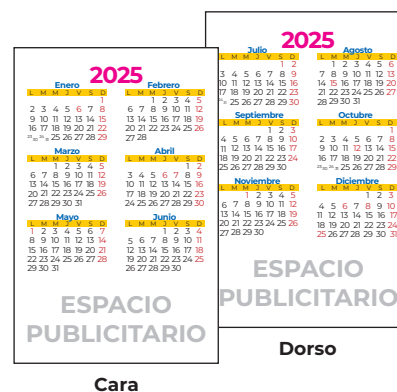 2025
Enero
L M M J V S D
1
2 3 4 5 6 7 8
9 10 11 12 13 14 15
16 17 18 19 20 21 22
25 26 27 28 29
Febrero
L M M J V S D
1 2 3 4 5
6 7 8 9 10 11 12
13 14 15 16 17 18 19
20 21 22 23 24 25 26
27 28
Marzo
L M M J V S D
1 2 3 4 5
6 7 8 9 10 11 12
13 14 15 16 17 18 19
20 21 22 23 24 25 26
27 28 29 30 31
Abril
L M M J V S D
1 2
3 4 5 6 7 8 9
10 11 12 13 14 15 16
17 18 19 20 21 22 23
24 25 26 27 28 29 30
Mayo
L M M J V S D
1 2 3 4 5 6 7
8 9 10 11 12 13 14
15 16 17 18 19 20 21
22 23 24 25 26 27 28
29 30 31
Junio
L M M J V S D
1 2 3 4
5 6 7 8 9 10 11
12 13 14 15 16 17 18
19 20 21 22 23 24 25
26 27 28 29 30
ESPACIO
PUBLICITARIO
Cara
2025
Julio
L M M J V S D
1 2
3 4 5 6 7 8 9
10 11 12 13 14 15 16
17 18 19 20 21 22 23
25 26 27 28 29 30
Agosto
L M M J V S D
1 2 3 4 5 6
7 8 9 10 11 12 13
14 15 16 17 18 19 20
21 22 23 24 25 26 27
28 29 30 31
Septiembre
L M M J V S D
1 2 3
4 5 6 7 8 9 10
11 12 13 14 15 16 17
18 19 20 21 22 23 24
25 26 27 28 29 30
Octubre
L M M J V S D
1
2 3 4 5 6 7 8
9 10 11 12 13 14 15
16 17 18 19 20 21 22
25 26 27 28 29
Noviembre
L M M J V S D
1 2 3 4 5
6 7 8 9 10 11 12
13 14 15 16 17 18 19
20 21 22 23 24 25 26
27 28 29 30
Diciembre
L M M J V S D
1 2 3
4 5 6 7 8 9 10
11 12 13 14 15 16 17
18 19 20 21 22 23 24
25 26 27 28 29 30 31
ESPACIO
PUBLICITARIO
Dorso